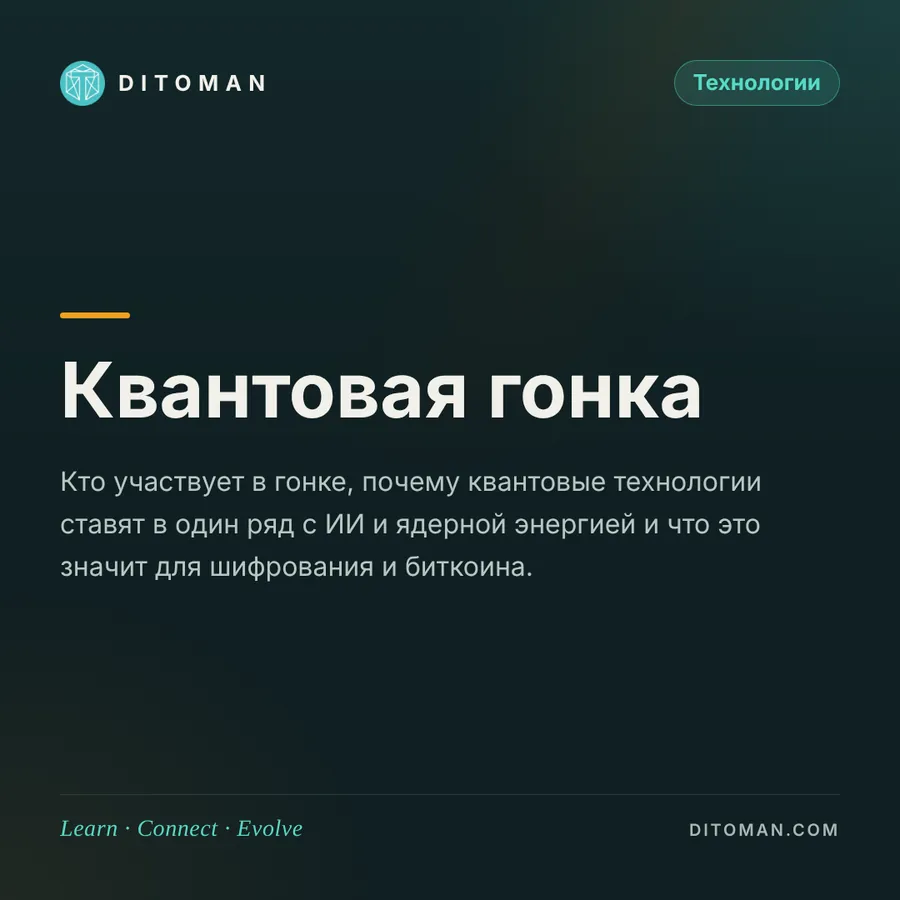 DITOMAN
Технологии
Квантовая гонка
Кто участвует в гонке, почему квантовые технологии
ставят в один ряд с ИИ и ядерной энергией и что это
значит для шифрования и биткоина.
Learn · Connect · Evolve
DITOMAN.COM